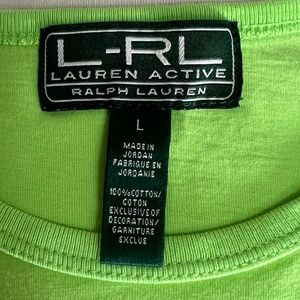 L-RL
LAUREN ACTIVE
RALPH LAUREN
L
MADE IN
JORDAN
FABRIQUE EN
JORDANIE
100% COTTON/
COTON
EXCLUSIVE OF
DECORATION/
GARNITURE
EXCLUE